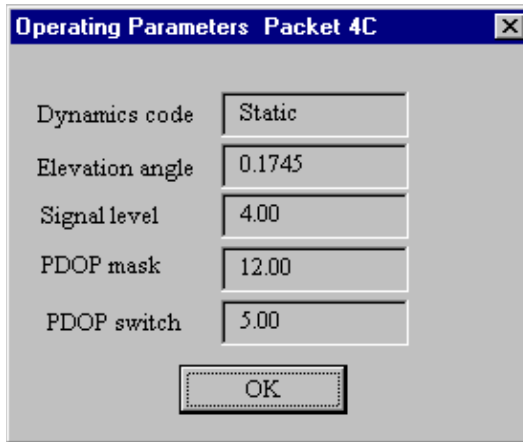 Operating Parameters Packet 4C
Dynamics code Static
Elevation angle 0.1745
Signal level 4.00
PDOP mask 12.00
PDOP switch 5.00
OK